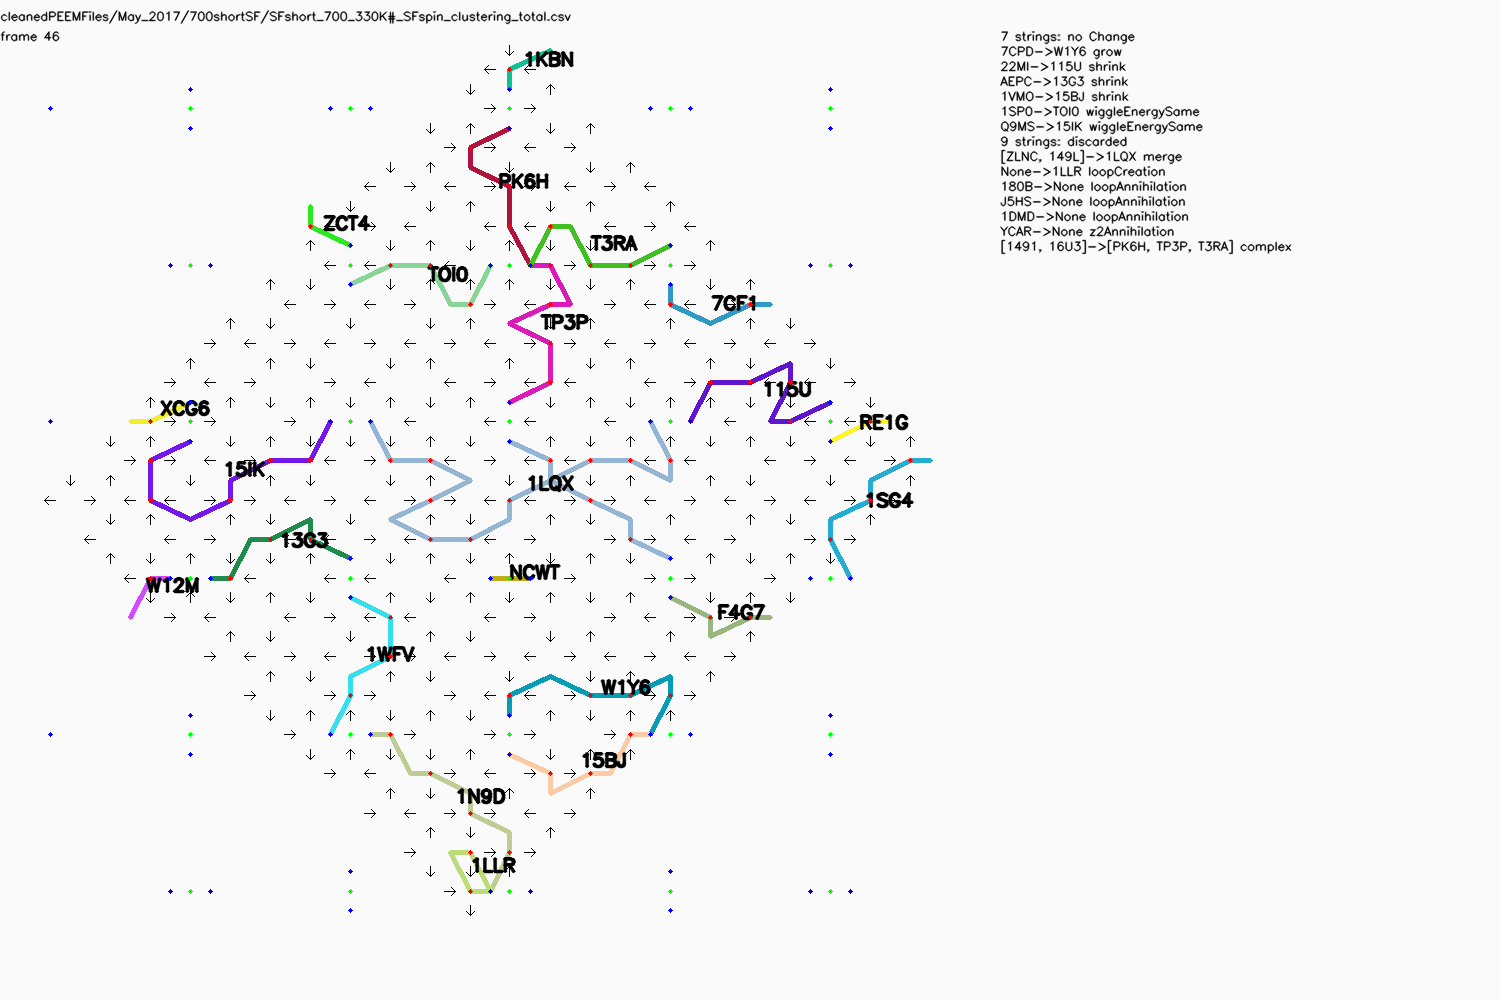 cleanedPEEMFiles/May_2017/700shortSF/SFshort_700_330K#_SFspin_clustering_total.csv
frame 46
7 strings: no Change
7CPD->W1Y6 grow
22MI->115U shrink
AEPC->13G3 shrink
1VMO->15BJ shrink
1SP0->TOI0 wiggleEnergySame
Q9MS->15IK wiggleEnergySame
9 strings: discarded
[ZLNC, 149L]->1LQX merge
None->1LLR loopCreation
180B->None loopAnnihilation
J5HS->None loopAnnihilation
1DMD->None loopAnnihilation
YCAR->None z2Annihilation
[1491, 16U3]->[PK6H, TP3P, T3RA] complex
1KBN
PK6H
ZCT4
T3RA
TOI0
7CF1
TP3P
115U
XCG6
RE1G
15IK
1LQX
1SG4
13G3
NCWT
W12M
F4G7
1WFV
W1Y6
15BJ
1N9D
1LLR